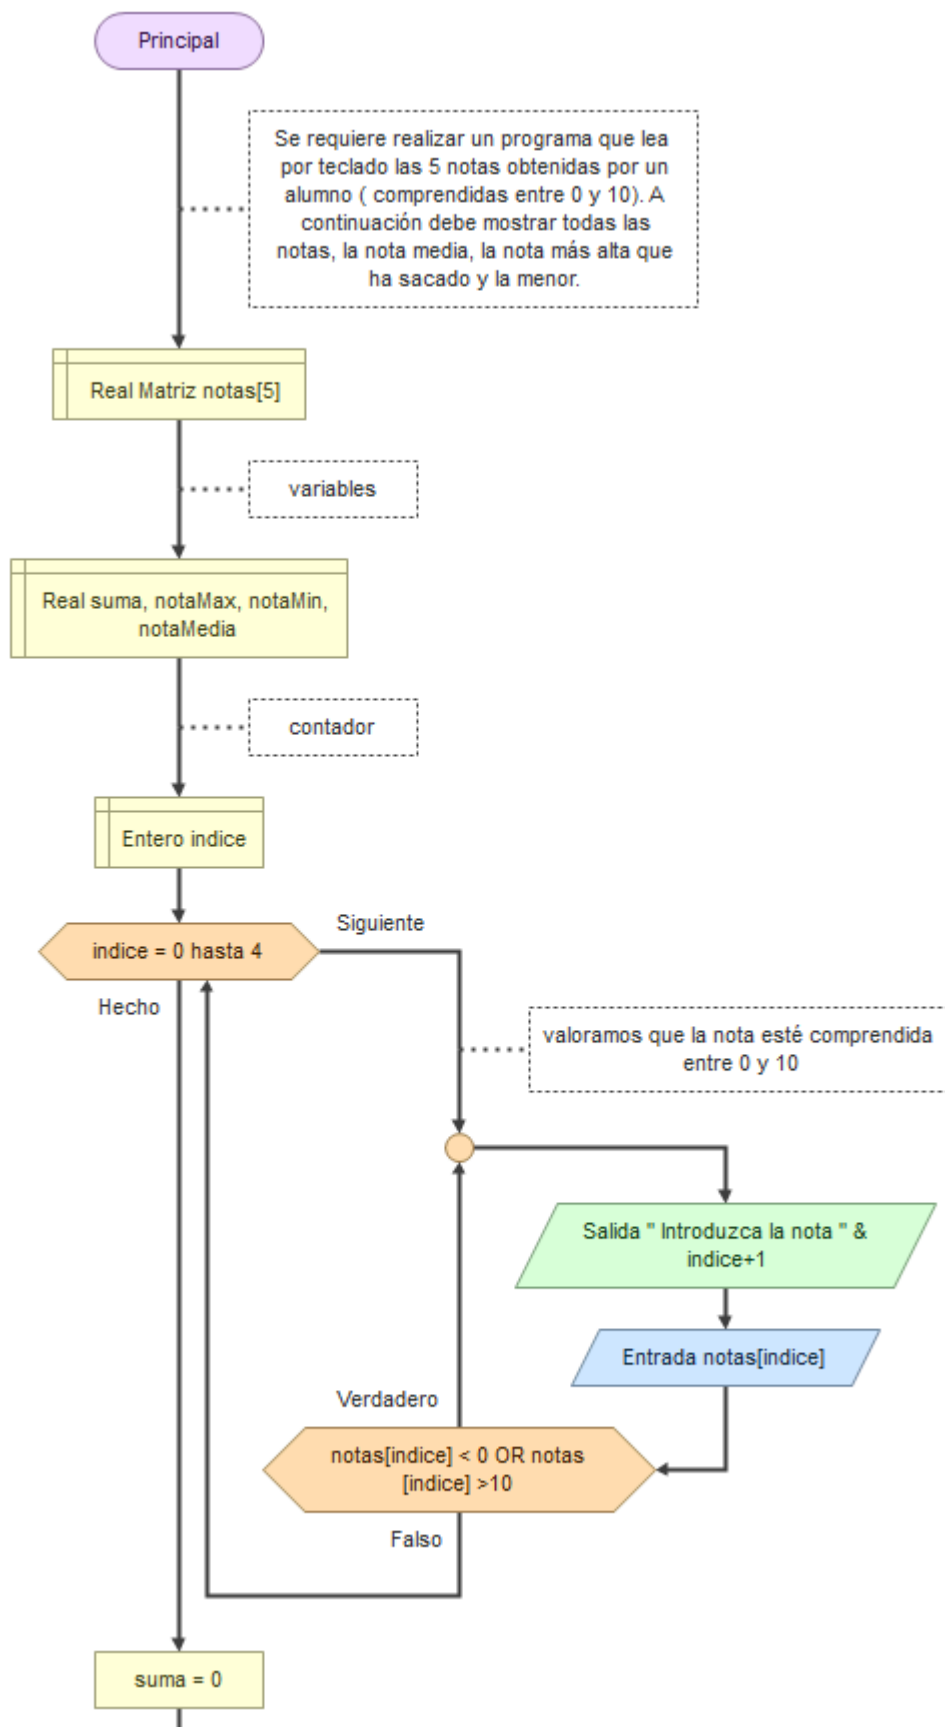 Principal
Se requiere realizar un programa que lea
por teclado las 5 notas obtenidas por un
alumno ( comprendidas entre 0 y 10). A
continuación debe mostrar todas las
notas, la nota media, la nota más alta que
ha sacado y la menor.
Real Matriz notas[5]
variables
Real suma, notaMax, notaMin,
notaMedia
contador
Entero indice
indice = 0 hasta 4
Siguiente
Hecho
valoramos que la nota esté comprendida
entre 0 y 10
Salida " Introduzca la nota " &
indice+1
Entrada notas[indice]
Verdadero
notas[indice] < 0 OR notas
[indice] >10
Falso
suma = 0